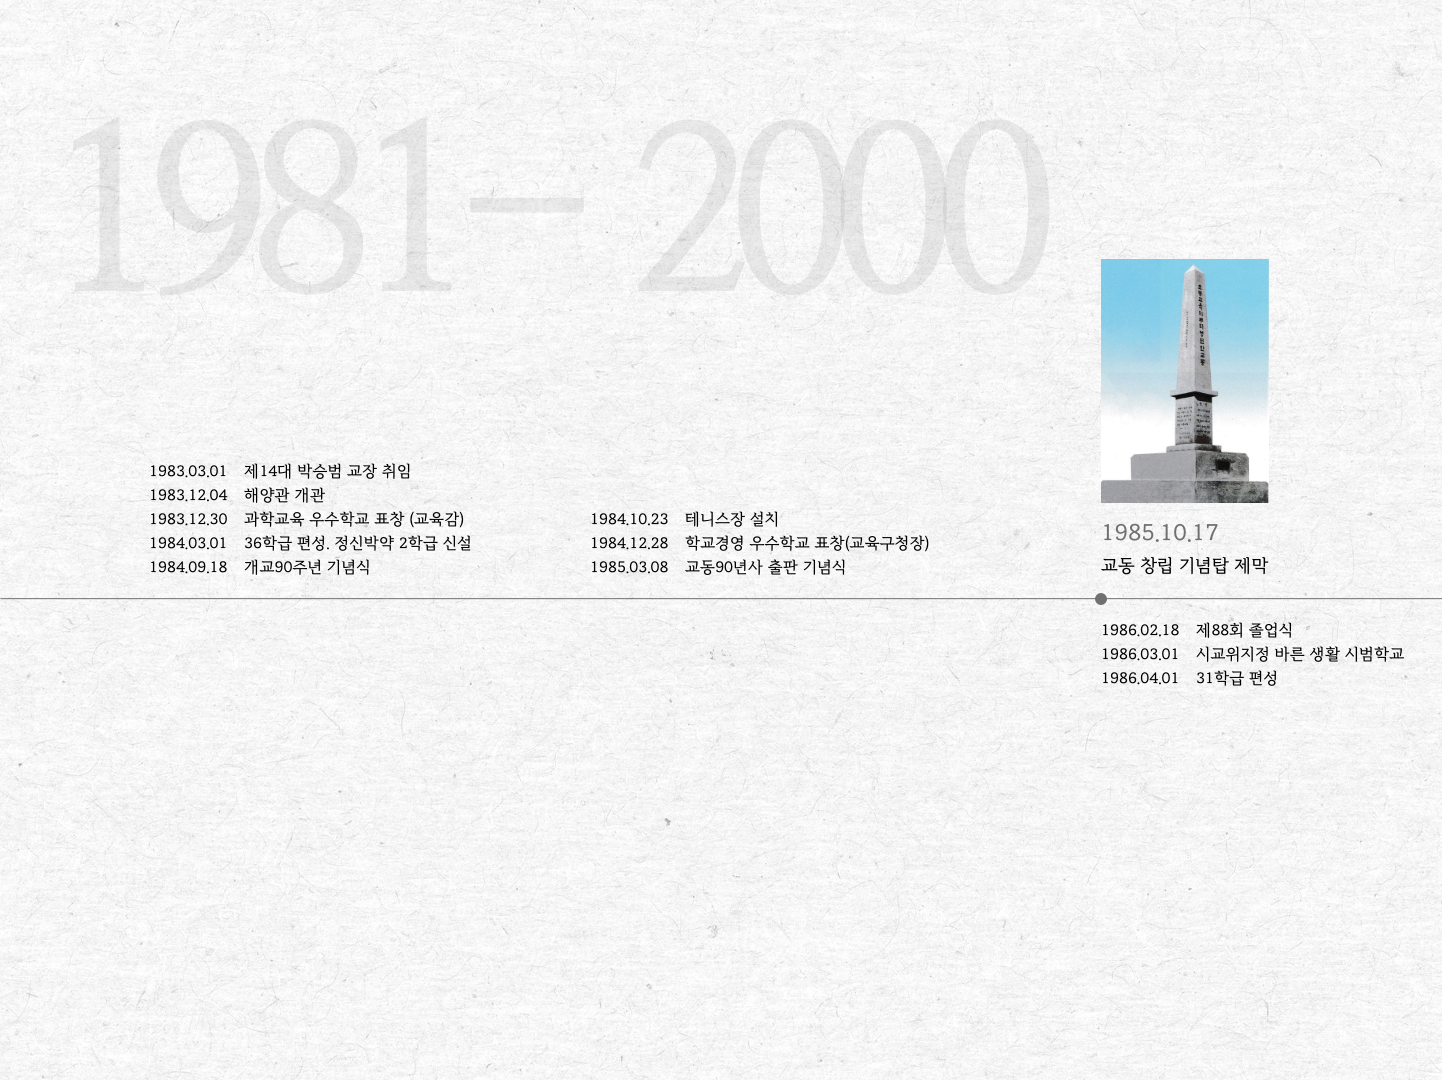 1981－2000
1983.03.01 제14대 박승범 교장 취임
1983.12.04 해양관 개관
1983.12.30 과학교육 우수학교 표창 (교육감)
1984.03.01 36학급 편성. 정신박약 2학급 신설
1984.09.18 개교90주년 기념식
1984.10.23 테니스장 설치
1984.12.28 학교경영 우수학교 표창(교육구청장)
1985.03.08 교동90년사 출판 기념식
1985.10.17
교동 창립 기념탑 제막
1986.02.18 제88회 졸업식
1986.03.01 시교위지정 바른 생활 시범학교
1986.04.01 31학급 편성